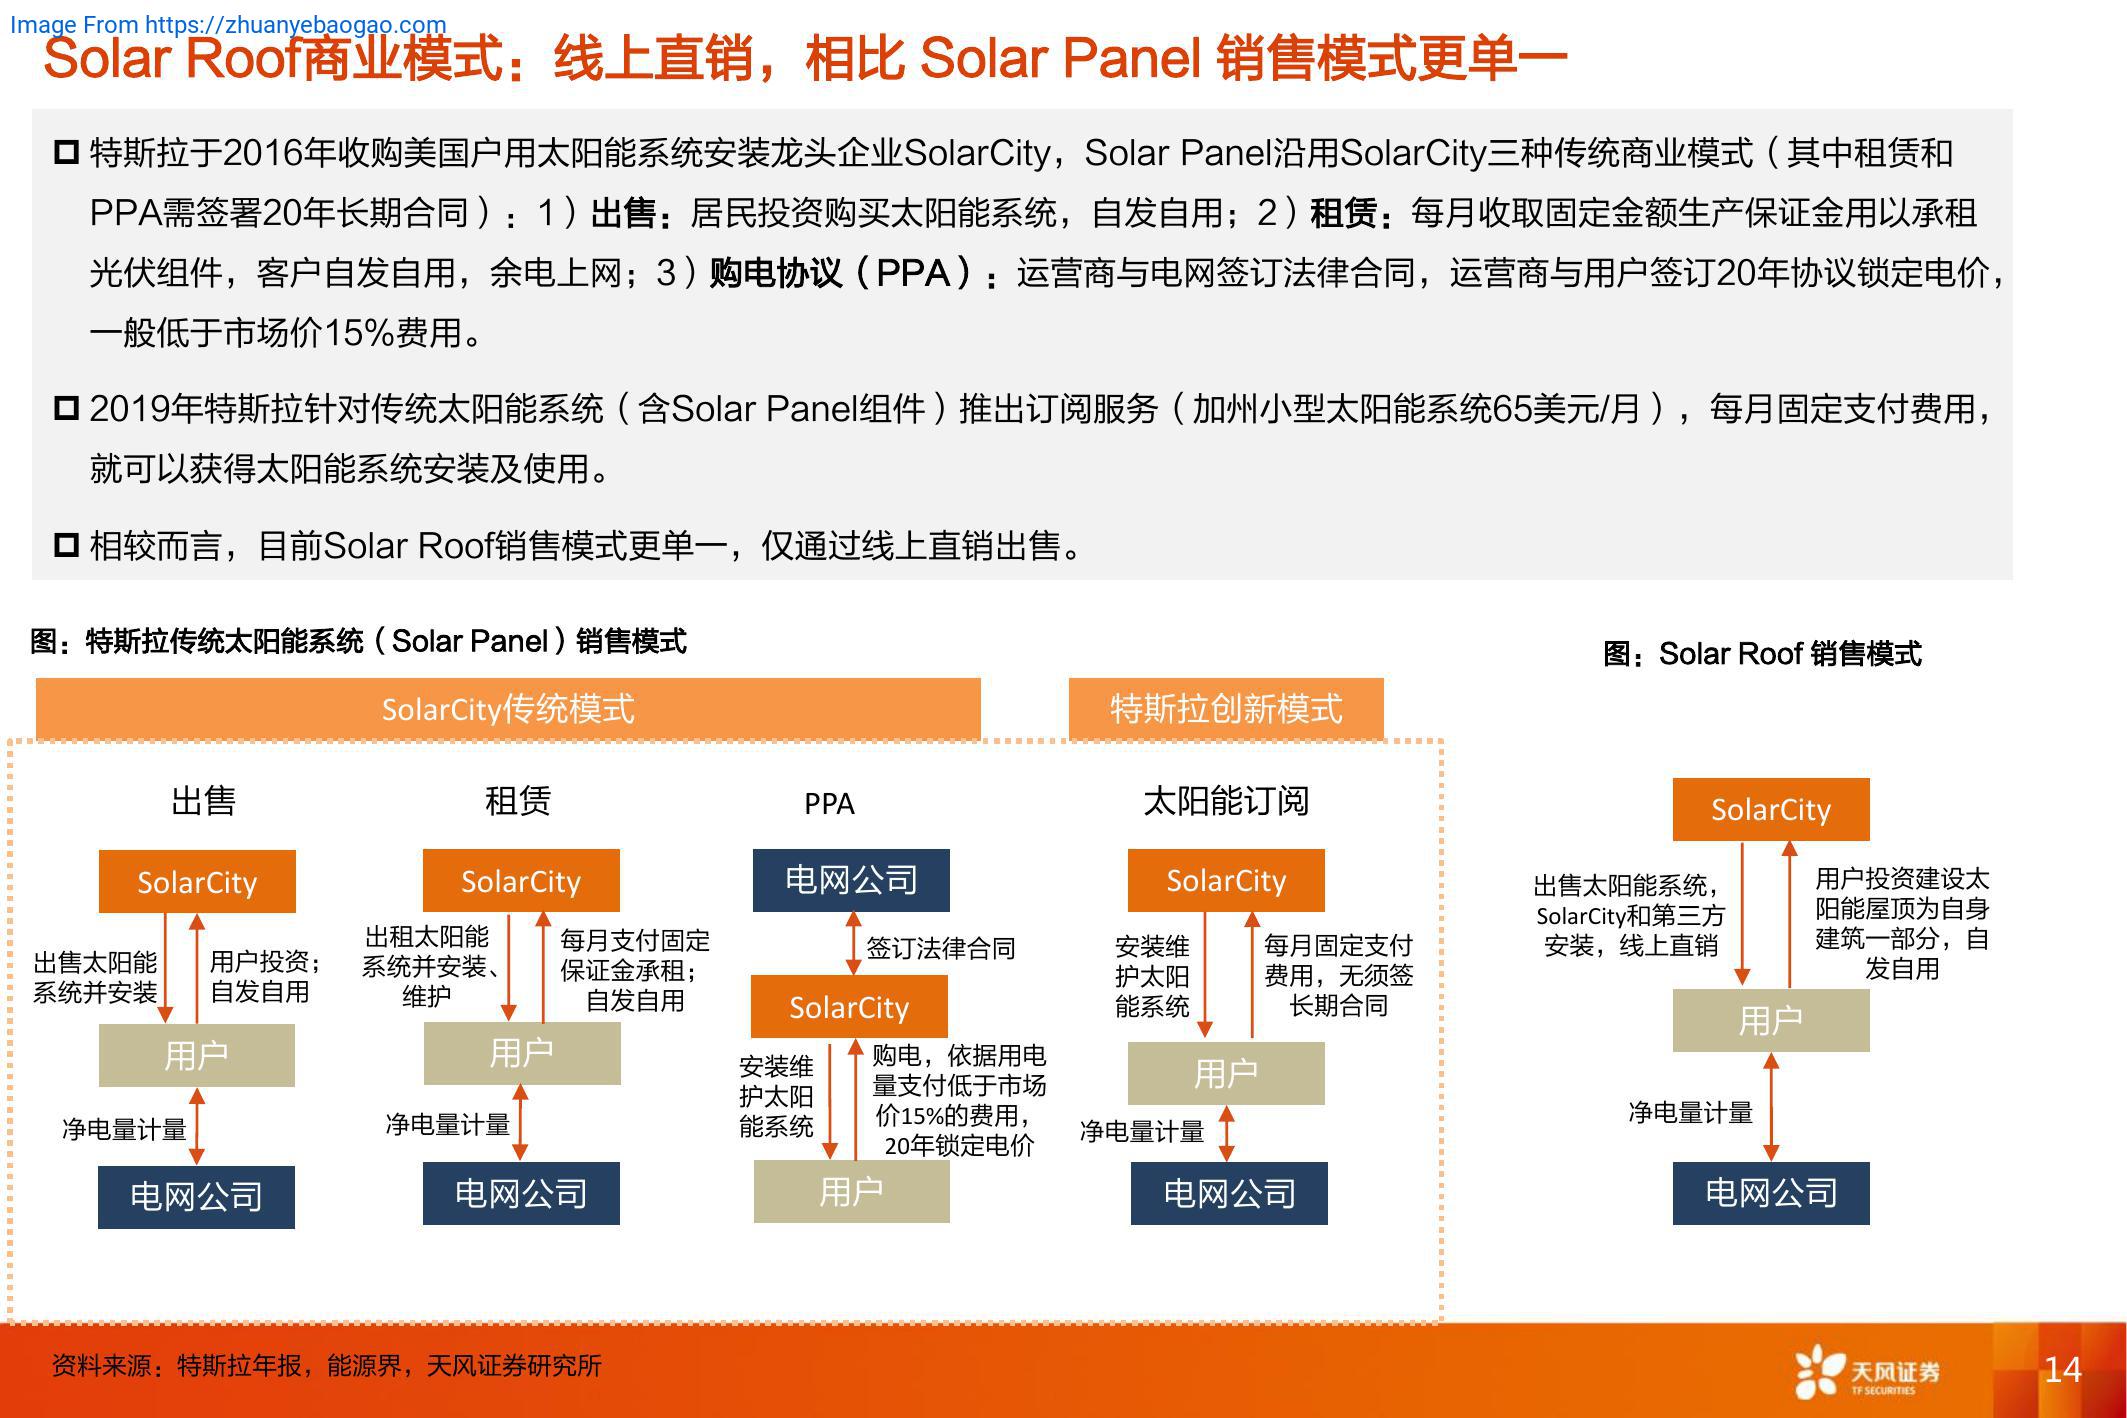 Image From https://zhuanyebaogao.com
Solar Roof商业模式：线上直销，相比 Solar Panel 销售模式更单一
特斯拉于2016年收购美国户用太阳能系统安装龙头企业SolarCity，Solar Panel沿用SolarCity三种传统商业模式（其中租赁和
PPA需签署20年长期合同）：1）出售：居民投资购买太阳能系统，自发自用；2）租赁：每月收取固定金额生产保证金用以承租
光伏组件，客户自发自用，余电上网；3）购电协议（PPA）：运营商与电网签订法律合同，运营商与用户签订20年协议锁定电价，
一般低于市场价15%费用。
2019年特斯拉针对传统太阳能系统（含Solar Panel组件）推出订阅服务（加州小型太阳能系统65美元/月），每月固定支付费用，
就可以获得太阳能系统安装及使用。
相较而言，目前Solar Roof销售模式更单一，仅通过线上直销出售。
图：特斯拉传统太阳能系统（Solar Panel）销售模式
SolarCity传统模式
特斯拉创新模式
出售
SolarCity
出售太阳能
系统并安装
用户投资；
自发自用
用户
净电量计量
电网公司
租赁
SolarCity
出租太阳能
系统并安装、
维护
每月支付固定
保证金承租；
自发自用
用户
净电量计量
电网公司
PPA
电网公司
签订法律合同
SolarCity
安装维
护太阳
能系统
购电，依据用电
量支付低于市场
价15%的费用，
20年锁定电价
用户
太阳能订阅
SolarCity
安装维
护太阳
能系统
每月固定支付
费用，无须签
长期合同
用户
净电量计量
电网公司
图：Solar Roof 销售模式
SolarCity
出售太阳能系统，
SolarCity和第三方
安装，线上直销
用户投资建设太
阳能屋顶为自身
建筑一部分，自
发自用
用户
净电量计量
电网公司
资料来源：特斯拉年报，能源界，天风证券研究所
天风证券
TF SECURITIES
14